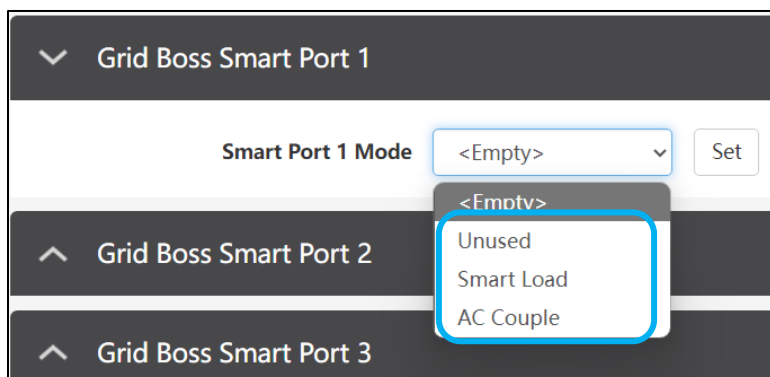 Grid Boss Smart Port 1
Smart Port 1 Mode <Empty> Set
<Empty>
Unused
Grid Boss Smart Port 2
Smart Load
AC Couple
Grid Boss Smart Port 3